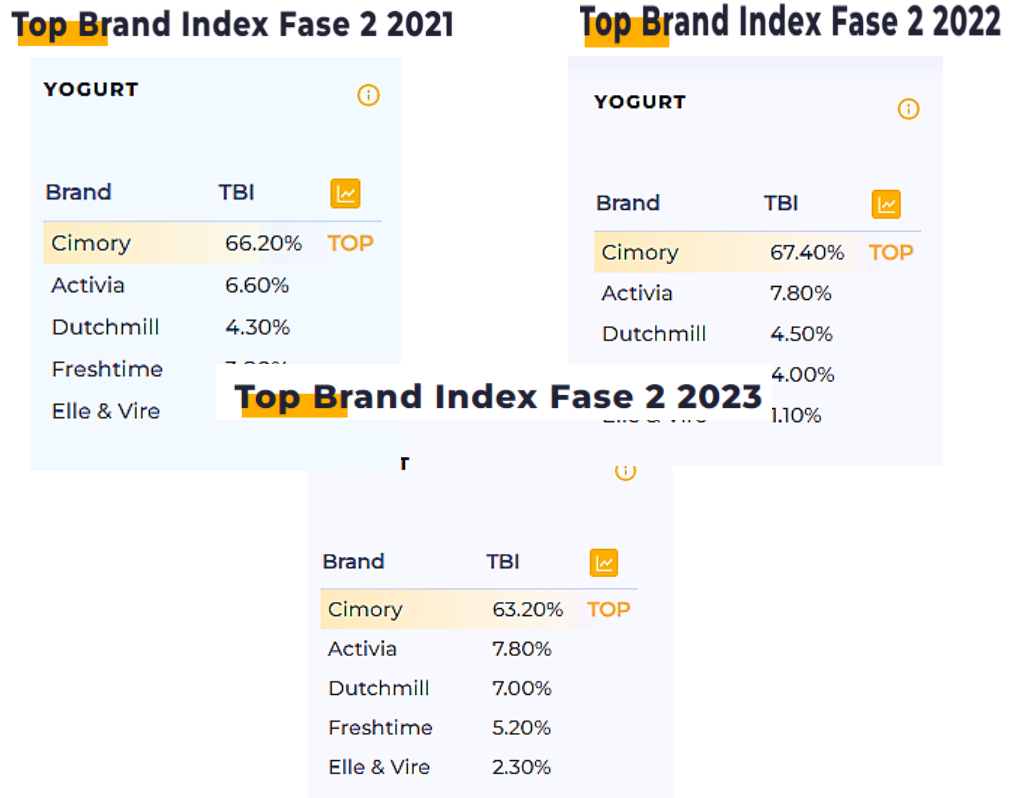 Top Brand Index Fase 2 2021
YOGURT
Brand TBI
Cimory 66.20% TOP
Activia 6.60%
Dutchmill 4.30%
Freshtime
Elle & Vire
Top Brand Index Fase 2 2022
YOGURT
Brand TBI
Cimory 67.40% TOP
Activia 7.80%
Dutchmill 4.50%
4.00%
1.10%
Top Brand Index Fase 2 2023
T
Brand TBI
Cimory 63.20% TOP
Activia 7.80%
Dutchmill 7.00%
Freshtime 5.20%
Elle & Vire 2.30%